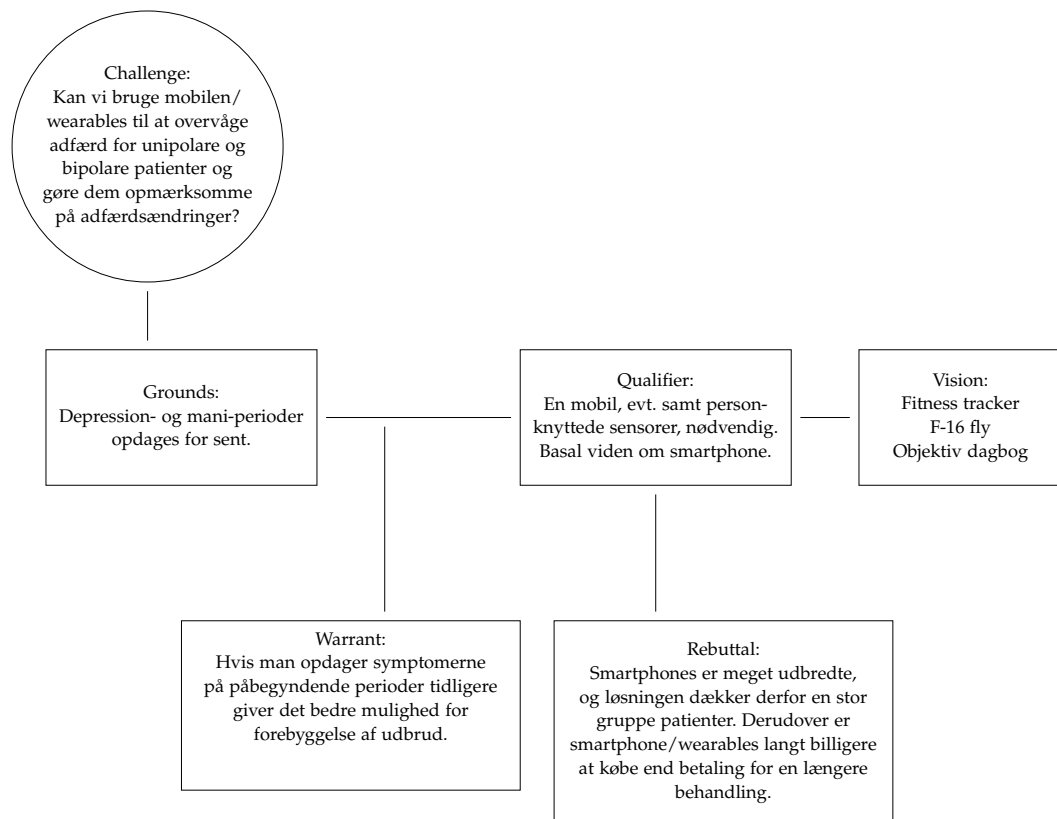 Challenge:
Kan vi bruge mobilen/
wearables til at overvåge
adfærd for unipolare og
bipolare patienter og
gøre dem opmærksomme
på adfærdsændringer?
Grounds:
Depression- og mani-perioder
opdages for sent.
Qualifier:
En mobil, evt. samt person-
knyttede sensorer, nødvendig.
Basal viden om smartphone.
Vision:
Fitness tracker
F-16 fly
Objektiv dagbog
Warrant:
Hvis man opdager symptomerne
på påbegyndende perioder tidligere
giver det bedre mulighed for
forebyggelse af udbrud.
Rebuttal:
Smartphones er meget udbredte,
og løsningen dækker derfor en stor
gruppe patienter. Derudover er
smartphone/wearables langt billigere
at købe end betaling for en længere
behandling.